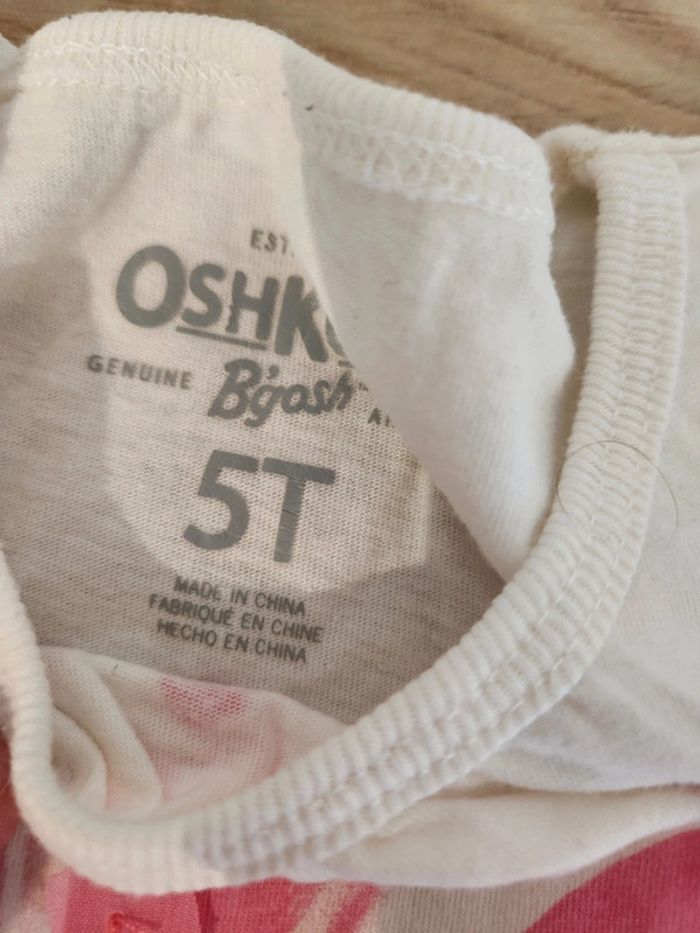 EST.
OSHK
GENUINE B'gosh
5T
MADE IN CHINA
FABRIQUÉ EN CHINE
HECHO EN CHINA